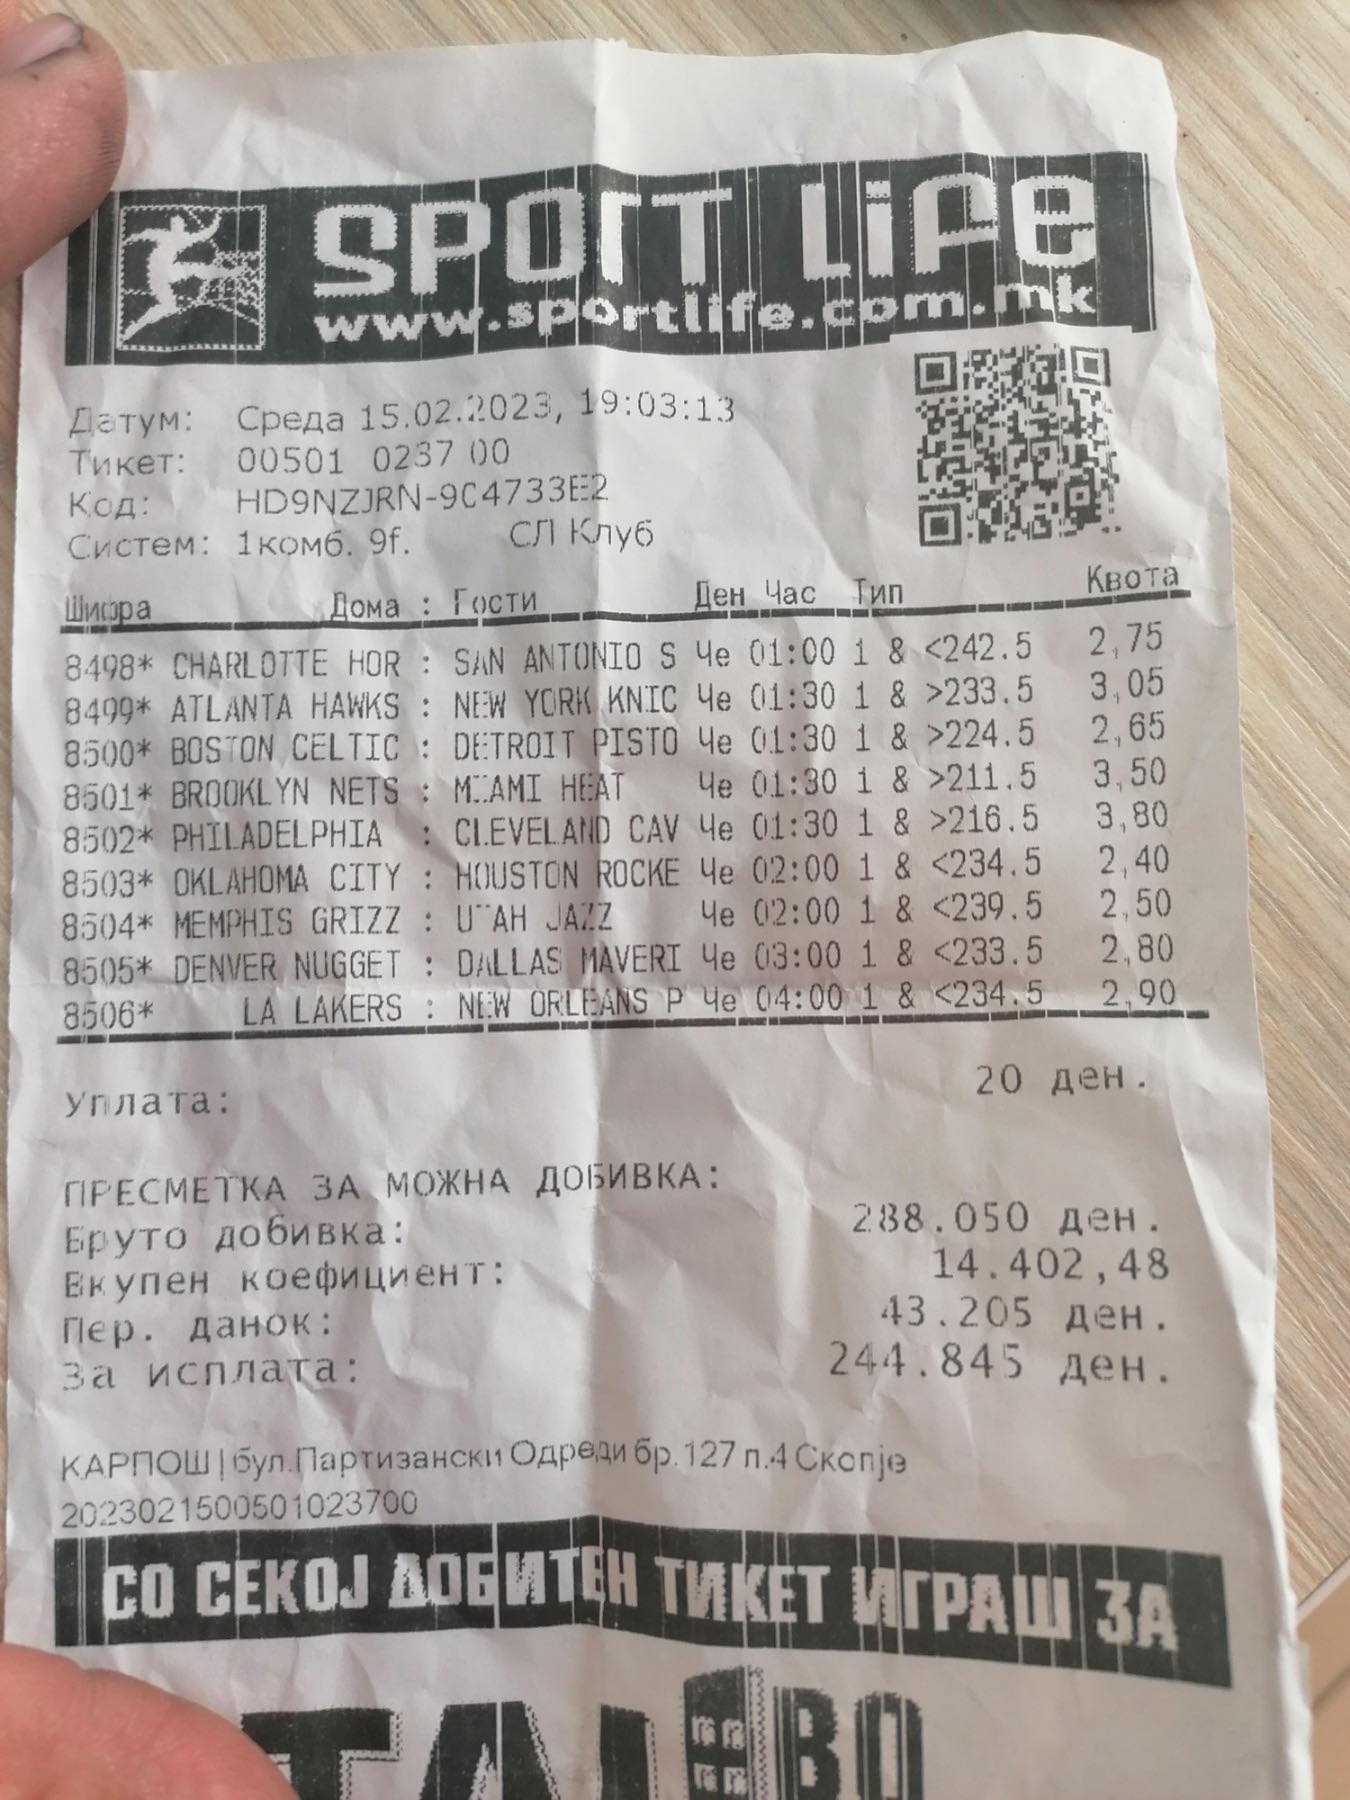 SPORT LiFe
www.sportlife.com.mk
Датум: Среда 15.02.2023, 19:03:13
Тикет: 00501 0237 00
Код: HD9NZJRN-9C4733E2
Систем: 1комб. 9f. СЛ Клуб
Шифра Дома : Гости Ден Час Тип Квота
8498* CHARLOTTE HOR : SAN ANTONIO S Че 01:00 1 & <242.5 2,75
8499* ATLANTA HAWKS : NEW YORK KNIC Че 01:30 1 & >233.5 3,05
8500* BOSTON CELTIC : DETROIT PISTO Че 01:30 1 & >224.5 2,65
8501* BROOKLYN NETS : MIAMI HEAT Че 01:30 1 & >211.5 3,50
8502* PHILADELPHIA : CLEVELAND CAV Че 01:30 1 & >216.5 3,80
8503* OKLAHOMA CITY : HOUSTON ROCKE Че 02:00 1 & <234.5 2,40
8504* MEMPHIS GRIZZ : UTAH JAZZ Че 02:00 1 & <239.5 2,50
8505* DENVER NUGGET : DALLAS MAVERI Че 03:00 1 & <233.5 2,80
8506* LA LAKERS : NEW ORLEANS P Че 04:00 1 & <234.5 2,90
Уплата: 20 ден.
ПРЕСМЕТКА ЗА МОЖНА ДОБИВКА:
Бруто добивка: 288.050 ден.
Вкупен коефициент: 14.402,48
Пер. данок: 43.205 ден.
За исплата: 244.845 ден.
КАРПОШ|бул.Партизански Одреди бр.127 л.4 Скопје
2023021500501023700
СО СЕКОЈ ДОБИТЕН ТИКЕТ ИГРАШ ЗА